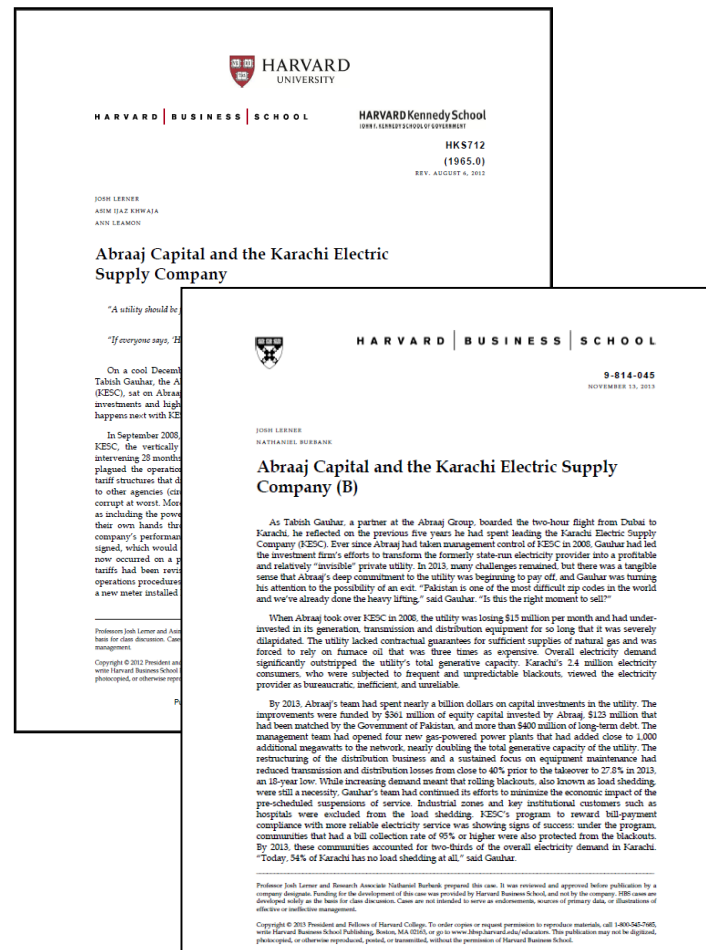 HARVARD
UNIVERSITY
HARVARD | BUSINESS | SCHOOL
HARVARD Kennedy School
JOHN F. KENNEDY SCHOOL OF GOVERNMENT
HKS712
(1965.0)
REV. AUGUST 6, 2012
JOSH LERNER
ASIM IJAZ KHWAJA
ANN LEAMON
Abraaj Capital and the Karachi Electric
Supply Company
"A utility should be
"If everyone says, 'H
On a cool Decemb
Tabish Gauhar, the A
(KESC), sat on Abraa
investments and high
happens next with KE
In September 2008,
KESC, the vertically
intervening 28 months
plagued the operation
tariff structures that d
to other agencies (cir
corrupt at worst. More
as including the powe
their own hands thr
company's performan
signed, which would
now occurred on a p
tariffs had been revis
operations procedures
a new meter installed
Professors Josh Lerner and Asim
basis for class discussion. Case
management.
Copyright © 2012 President and
write Harvard Business School
photocopied, or otherwise repr
HARVARD | BUSINESS | SCHOOL
9-814-045
NOVEMBER 13, 2013
JOSH LERNER
NATHANIEL BURBANK
Abraaj Capital and the Karachi Electric Supply
Company (B)
As Tabish Gauhar, a partner at the Abraaj Group, boarded the two-hour flight from Dubai to
Karachi, he reflected on the previous five years he had spent leading the Karachi Electric Supply
Company (KESC). Ever since Abraaj had taken management control of KESC in 2008, Gauhar had led
the investment firm's efforts to transform the formerly state-run electricity provider into a profitable
and relatively "invisible" private utility. In 2013, many challenges remained, but there was a tangible
sense that Abraaj's deep commitment to the utility was beginning to pay off, and Gauhar was turning
his attention to the possibility of an exit. "Pakistan is one of the most difficult zip codes in the world
and we've already done the heavy lifting," said Gauhar. "Is this the right moment to sell?"
When Abraaj took over KESC in 2008, the utility was losing $15 million per month and had under-
invested in its generation, transmission and distribution equipment for so long that it was severely
dilapidated. The utility lacked contractual guarantees for sufficient supplies of natural gas and was
forced to rely on furnace oil that was three times as expensive. Overall electricity demand
significantly outstripped the utility's total generative capacity. Karachi's 2.4 million electricity
consumers, who were subjected to frequent and unpredictable blackouts, viewed the electricity
provider as bureaucratic, inefficient, and unreliable.
By 2013, Abraaj's team had spent nearly a billion dollars on capital investments in the utility. The
improvements were funded by $361 million of equity capital invested by Abraaj, $123 million that
had been matched by the Government of Pakistan, and more than $400 million of long-term debt. The
management team had opened four new gas-powered power plants that had added close to 1,000
additional megawatts to the network, nearly doubling the total generative capacity of the utility. The
restructuring of the distribution business and a sustained focus on equipment maintenance had
reduced transmission and distribution losses from close to 40% prior to the takeover to 27.8% in 2013,
an 18-year low. While increasing demand meant that rolling blackouts, also known as load shedding,
were still a necessity, Gauhar's team had continued its efforts to minimize the economic impact of the
pre-scheduled suspensions of service. Industrial zones and key institutional customers such as
hospitals were excluded from the load shedding. KESC's program to reward bill-payment
compliance with more reliable electricity service was showing signs of success: under the program,
communities that had a bill collection rate of 95% or higher were also protected from the blackouts.
By 2013, these communities accounted for two-thirds of the overall electricity demand in Karachi.
"Today, 54% of Karachi has no load shedding at all," said Gauhar.
Professor Josh Lerner and Research Associate Nathaniel Burbank prepared this case. It was reviewed and approved before publication by a
company designate. Funding for the development of this case was provided by Harvard Business School, and not by the company. HBS cases are
developed solely as the basis for class discussion. Cases are not intended to serve as endorsements, sources of primary data, or illustrations of
effective or ineffective management.
Copyright © 2013 President and Fellows of Harvard College. To order copies or request permission to reproduce materials, call 1-800-545-7685,
write Harvard Business School Publishing, Boston, MA 02163, or go to www.hbsp.harvard.edu/educators. This publication may not be digitized,
photocopied, or otherwise reproduced, posted, or transmitted, without the permission of Harvard Business School.